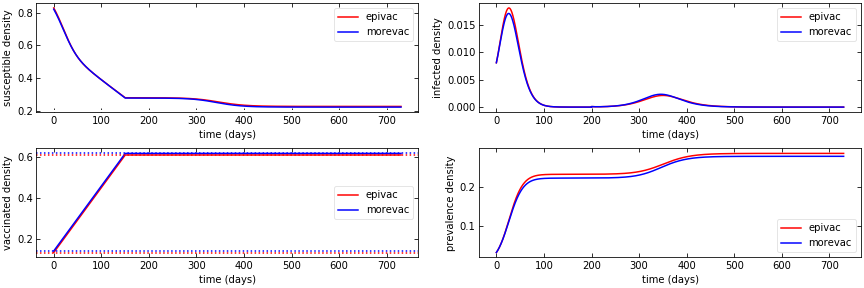 susceptible density
0.8
0.6
0.4
0.2
epivac
morevac
0 100 200 300 400 500 600 700
time (days)
infected density
0.015
0.010
0.005
0.000
epivac
morevac
0 100 200 300 400 500 600 700
time (days)
vaccinated density
0.6
0.4
0.2
epivac
morevac
0 100 200 300 400 500 600 700
time (days)
prevalence density
0.2
0.1
epivac
morevac
0 100 200 300 400 500 600 700
time (days)